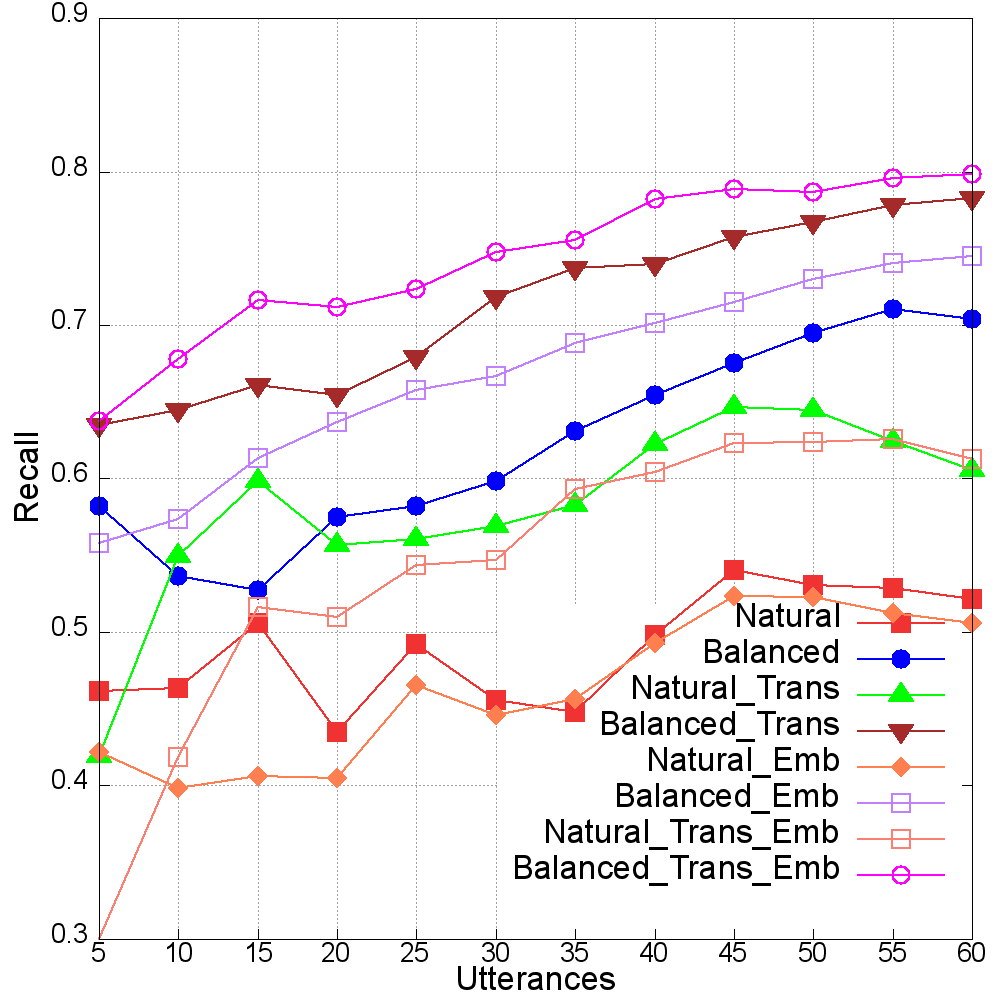 0.9
0.8
0.7
0.6
0.5
0.4
0.3
Recall
Natural
Balanced
Natural_Trans
Balanced_Trans
Natural_Emb
Balanced_Emb
Natural_Trans_Emb
Balanced_Trans_Emb
5 10 15 20 25 30 35 40 45 50 55 60
Utterances